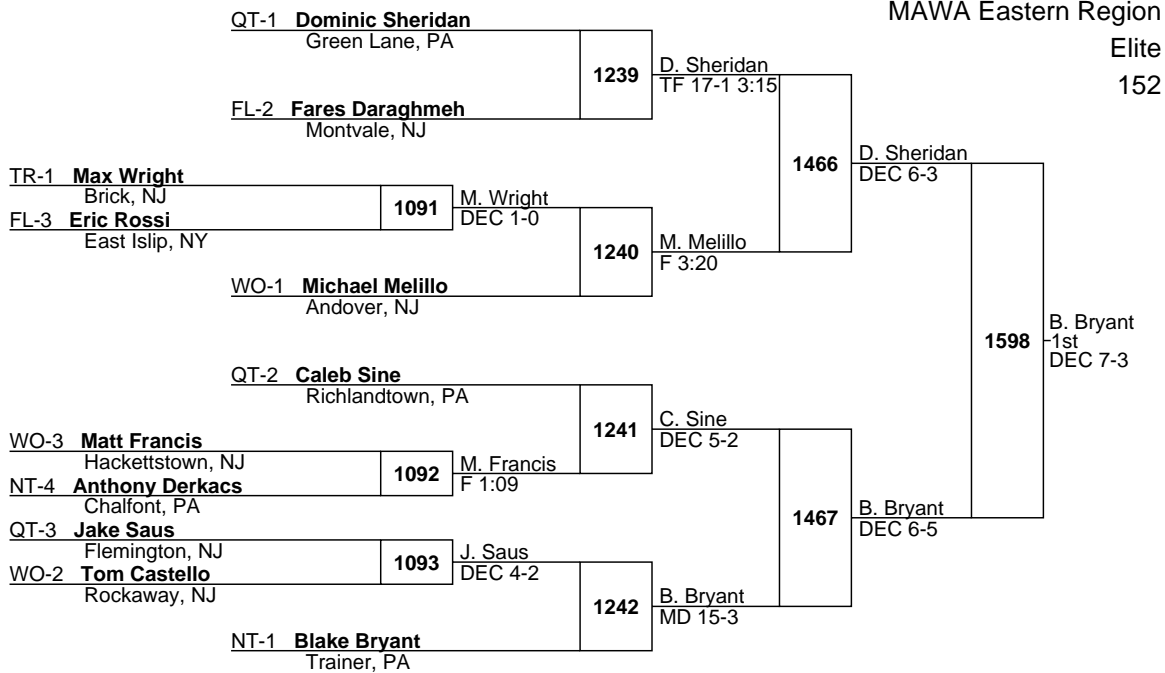 MAWA Eastern Region
Elite
152
QT-1 Dominic Sheridan
Green Lane, PA
1239
D. Sheridan
TF 17-1 3:15
FL-2 Fares Daraghmeh
Montvale, NJ
1466
D. Sheridan
DEC 6-3
TR-1 Max Wright
Brick, NJ
1091
M. Wright
DEC 1-0
FL-3 Eric Rossi
East Islip, NY
1240
M. Melillo
F 3:20
WO-1 Michael Melillo
Andover, NJ
1598
B. Bryant
1st
DEC 7-3
QT-2 Caleb Sine
Richlandtown, PA
1241
C. Sine
DEC 5-2
WO-3 Matt Francis
Hackettstown, NJ
1092
M. Francis
F 1:09
NT-4 Anthony Derkacs
Chalfont, PA
1467
B. Bryant
DEC 6-5
QT-3 Jake Saus
Flemington, NJ
1093
J. Saus
DEC 4-2
WO-2 Tom Castello
Rockaway, NJ
1242
B. Bryant
MD 15-3
NT-1 Blake Bryant
Trainer, PA